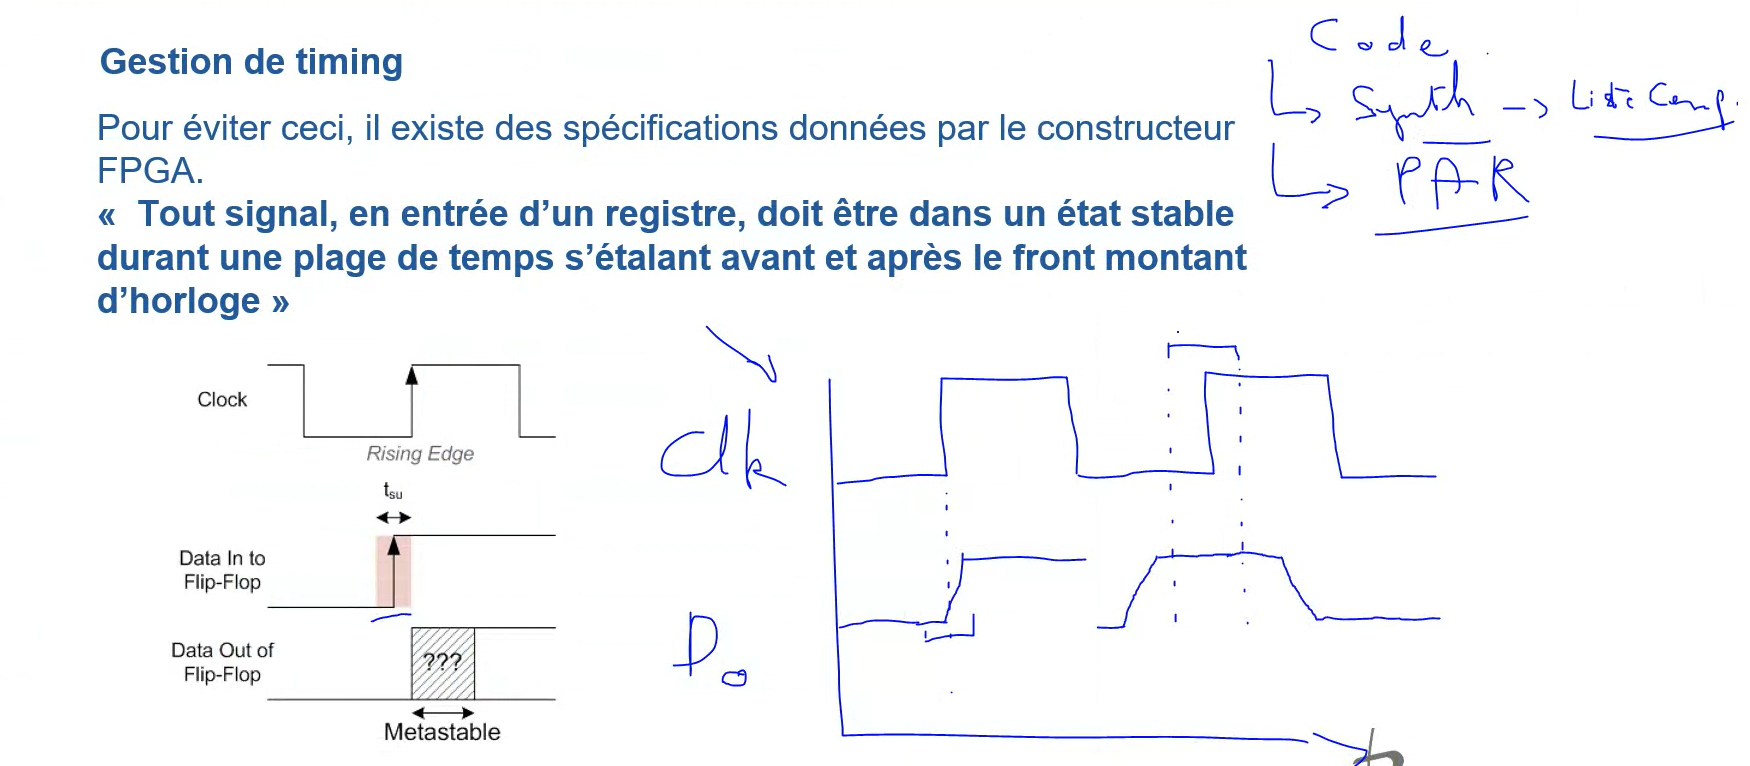 Gestion de timing
Pour éviter ceci, il existe des spécifications données par le constructeur
FPGA.
« Tout signal, en entrée d’un registre, doit être dans un état stable
durant une plage de temps s’étalant avant et après le front montant
d’horloge »
Code
Synth -> Liste Comp.
PAR
Clock
Rising Edge
tsu
Data In to
Flip-Flop
Data Out of
Flip-Flop
???
Metastable
Clk
Do